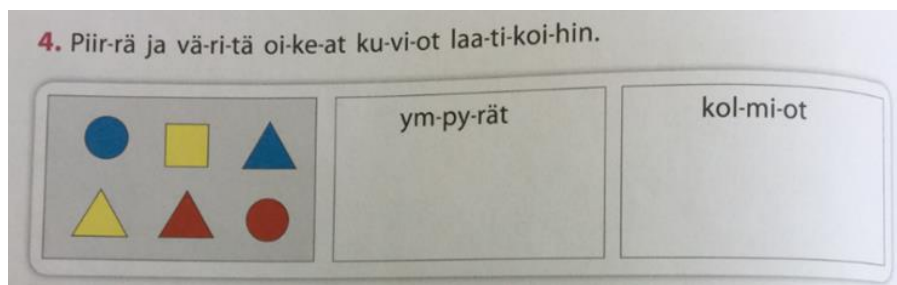 4. Piir-rä ja vä-ri-tä oi-ke-at ku-vi-ot laa-ti-koi-hin.
ym-py-rät
kol-mi-ot